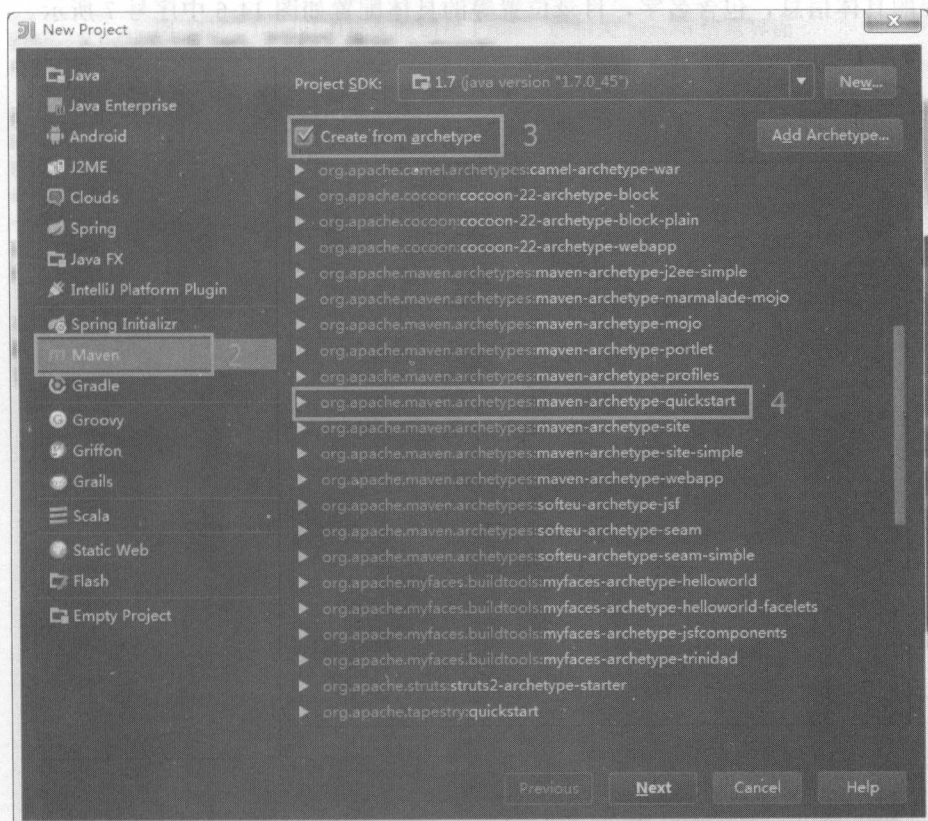 New Project
Java
Java Enterprise
Android
J2ME
Clouds
Spring
Java FX
IntelliJ Platform Plugin
Spring Initializr
Maven 2
Gradle
Groovy
Griffon
Grails
Scala
Static Web
Flash
Empty Project
Project SDK: 1.7 (java version "1.7.0_45") New...
Create from archetype 3 Add Archetype...
org.apache.camel.archetypes:camel-archetype-war
org.apache.cocoon:cocoon-22-archetype-block
org.apache.cocoon:cocoon-22-archetype-block-plain
org.apache.cocoon:cocoon-22-archetype-webapp
org.apache.maven.archetypes:maven-archetype-j2ee-simple
org.apache.maven.archetypes:maven-archetype-marmalade-mojo
org.apache.maven.archetypes:maven-archetype-mojo
org.apache.maven.archetypes:maven-archetype-portlet
org.apache.maven.archetypes:maven-archetype-profiles
org.apache.maven.archetypes:maven-archetype-quickstart 4
org.apache.maven.archetypes:maven-archetype-site
org.apache.maven.archetypes:maven-archetype-site-simple
org.apache.maven.archetypes:maven-archetype-webapp
org.apache.maven.archetypes:softeu-archetype-jsf
org.apache.maven.archetypes:softeu-archetype-seam
org.apache.maven.archetypes:softeu-archetype-seam-simple
org.apache.myfaces.buildtools:myfaces-archetype-helloworld
org.apache.myfaces.buildtools:myfaces-archetype-helloworld-facelets
org.apache.myfaces.buildtools:myfaces-archetype-jsfcomponents
org.apache.myfaces.buildtools:myfaces-archetype-trinidad
org.apache.struts:struts2-archetype-starter
org.apache.tapestry:quickstart
Previous Next Cancel Help